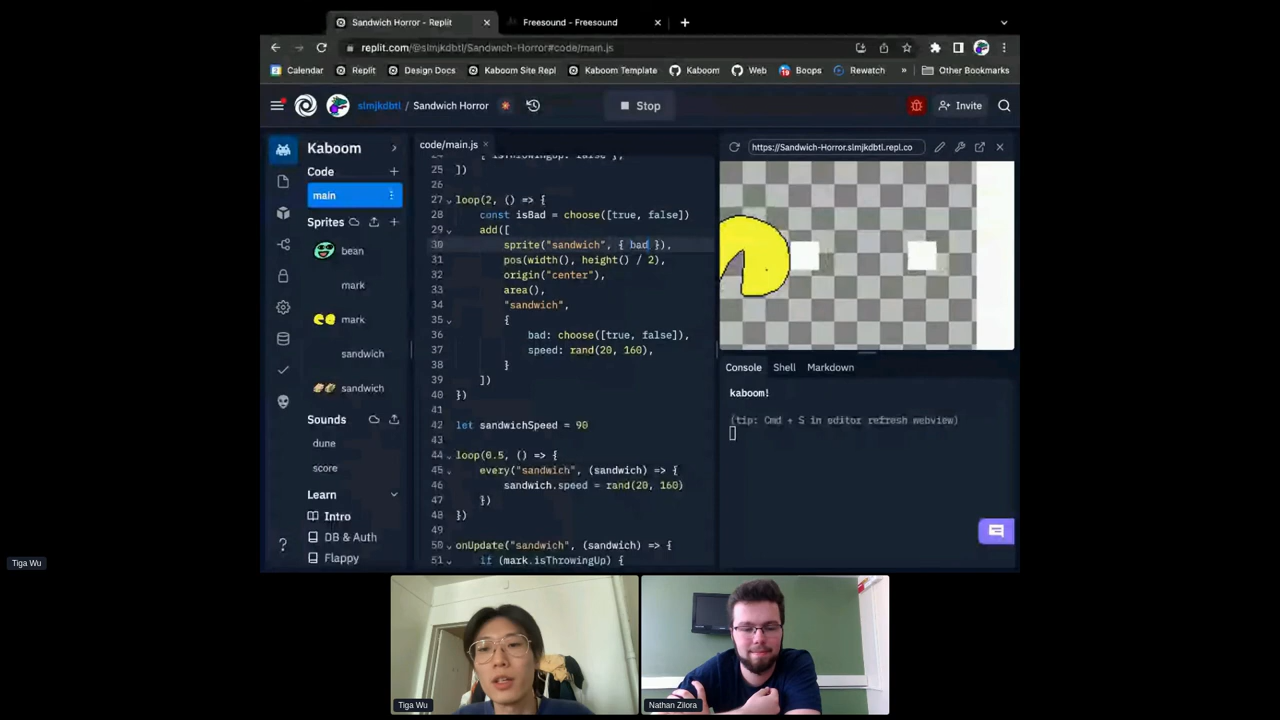 Sandwich Horror - Replit
Freesound - Freesound
replit.com/@slmjkdbtl/Sandwich-Horror#code/main.js
Calendar
Replit
Design Docs
Kaboom Site Repl
Kaboom Template
Kaboom
Web
Boops
Rewatch
»
Other Bookmarks
slmjkdbtl / Sandwich Horror
Stop
Invite
Kaboom
Code
main
Sprites
bean
mark
mark
sandwich
sandwich
Sounds
dune
score
Learn
Intro
DB & Auth
Flappy
code/main.js
25 ])
26
27 loop(2, () => {
28 const isBad = choose([true, false])
29 add([
30 sprite("sandwich", { bad }),
31 pos(width(), height() / 2),
32 origin("center"),
33 area(),
34 "sandwich",
35 {
36 bad: choose([true, false]),
37 speed: rand(20, 160),
38 }
39 ])
40 })
41
42 let sandwichSpeed = 90
43
44 loop(0.5, () => {
45 every("sandwich", (sandwich) => {
46 sandwich.speed = rand(20, 160)
47 })
48 })
49
50 onUpdate("sandwich", (sandwich) => {
51 if (mark.isThrowingUp) {
https://Sandwich-Horror.slmjkdbtl.repl.co
Console
Shell
Markdown
kaboom!
(tip: Cmd + S in editor refresh webview)
Tiga Wu
Tiga Wu
Nathan Zilora